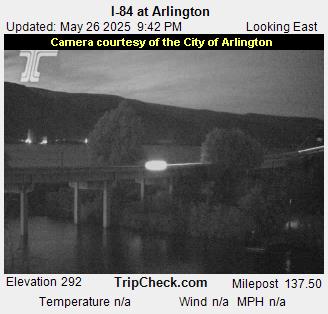 I-84 at Arlington
Updated: May 26 2025 9:42 PM Looking East
Camera courtesy of the City of Arlington
Elevation 292 TripCheck.com Milepost 137.50
Temperature n/a Wind n/a MPH n/a